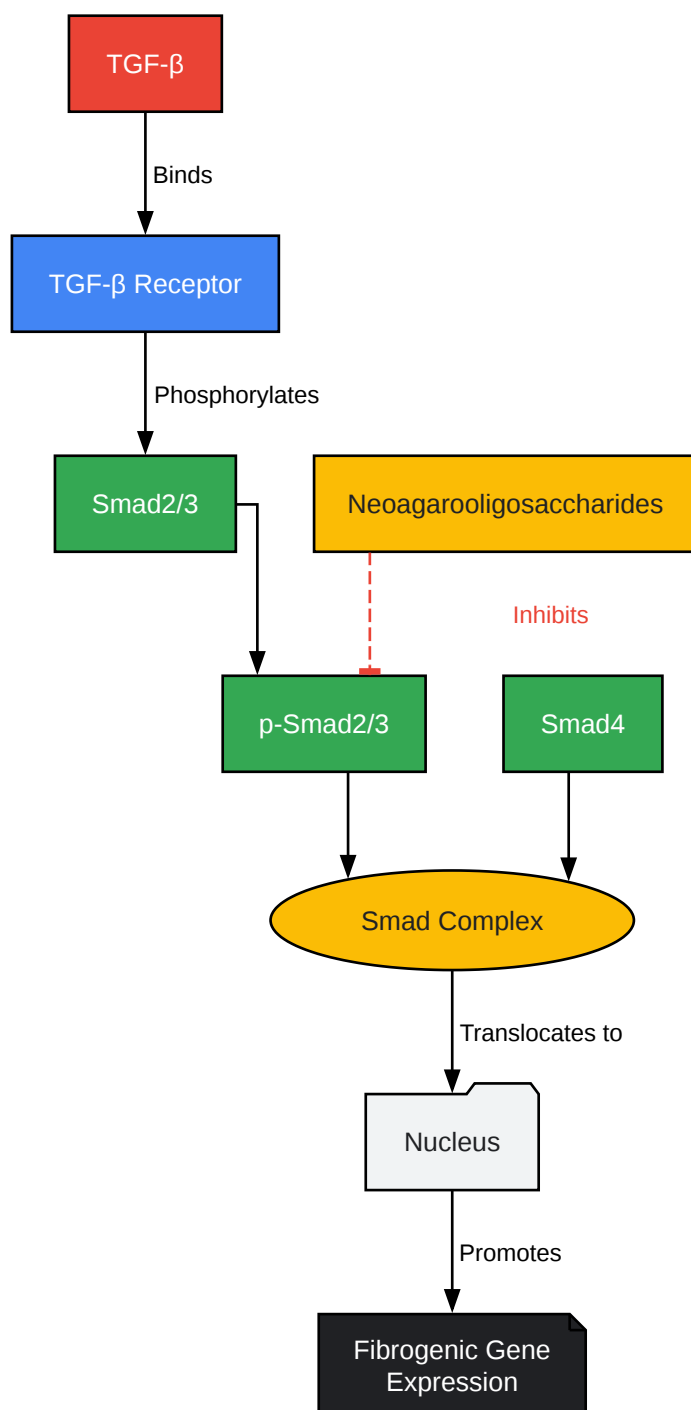 TGF-β
Binds
TGF-β Receptor
Phosphorylates
Smad2/3
Neoagarooligosaccharides
Inhibits
p-Smad2/3
Smad4
Smad Complex
Translocates to
Nucleus
Promotes
Fibrogenic Gene
Expression